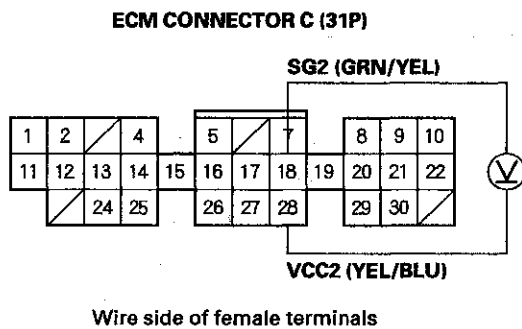 ECM CONNECTOR C (31P)
SG2 (GRN/YEL)
1 2 4 5 7 8 9 10
11 12 13 14 15 16 17 18 19 20 21 22
24 25 26 27 28 29 30
V
VCC2 (YEL/BLU)
Wire side of female terminals